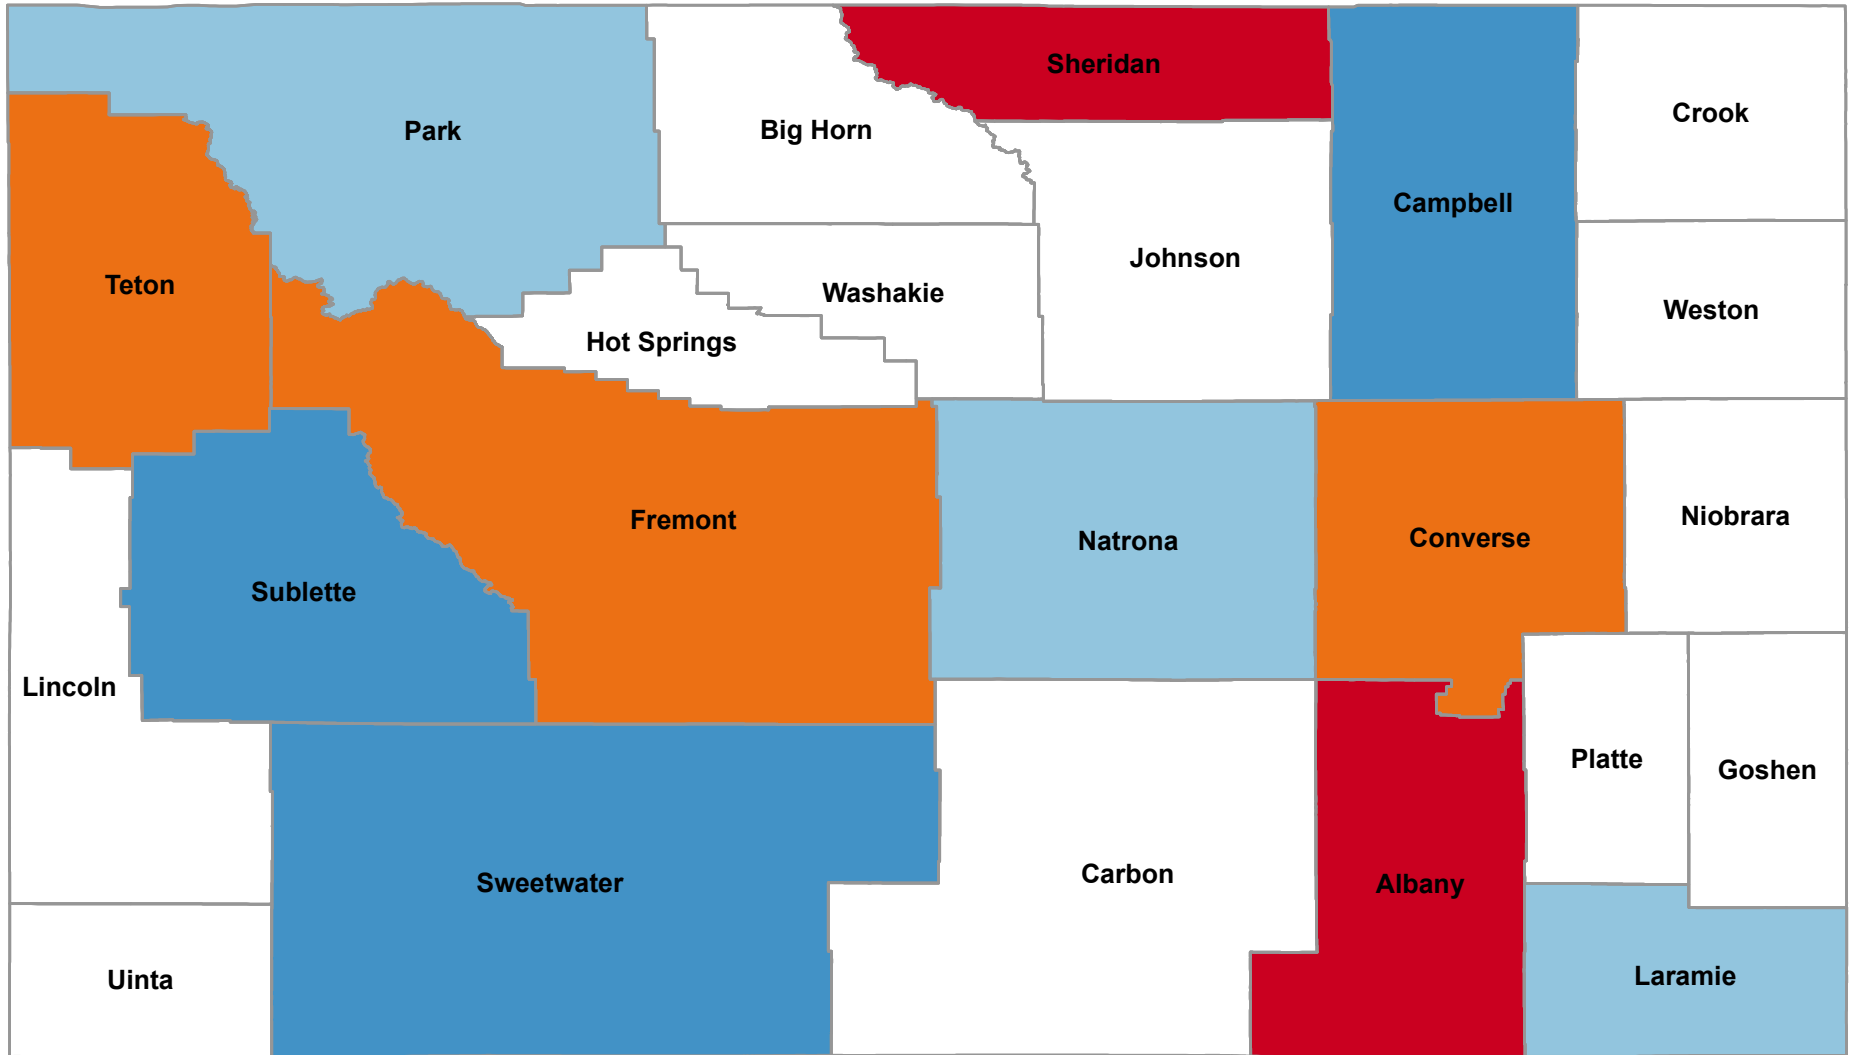 Sheridan
Crook
Park
Big Horn
Campbell
Johnson
Teton
Washakie
Weston
Hot Springs
Fremont
Niobrara
Natrona
Converse
Sublette
Lincoln
Platte
Goshen
Carbon
Sweetwater
Albany
Uinta
Laramie